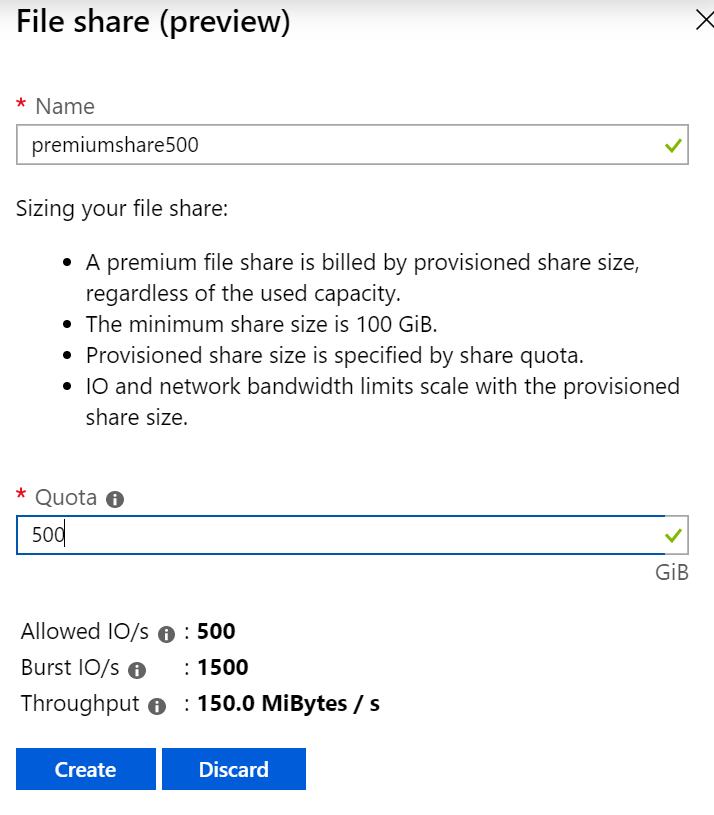 File share (preview)
* Name
premiumshare500
Sizing your file share:
• A premium file share is billed by provisioned share size,
regardless of the used capacity.
• The minimum share size is 100 GiB.
• Provisioned share size is specified by share quota.
• IO and network bandwidth limits scale with the provisioned
share size.
* Quota
500
GiB
Allowed IO/s : 500
Burst IO/s : 1500
Throughput : 150.0 MiBytes / s
Create Discard